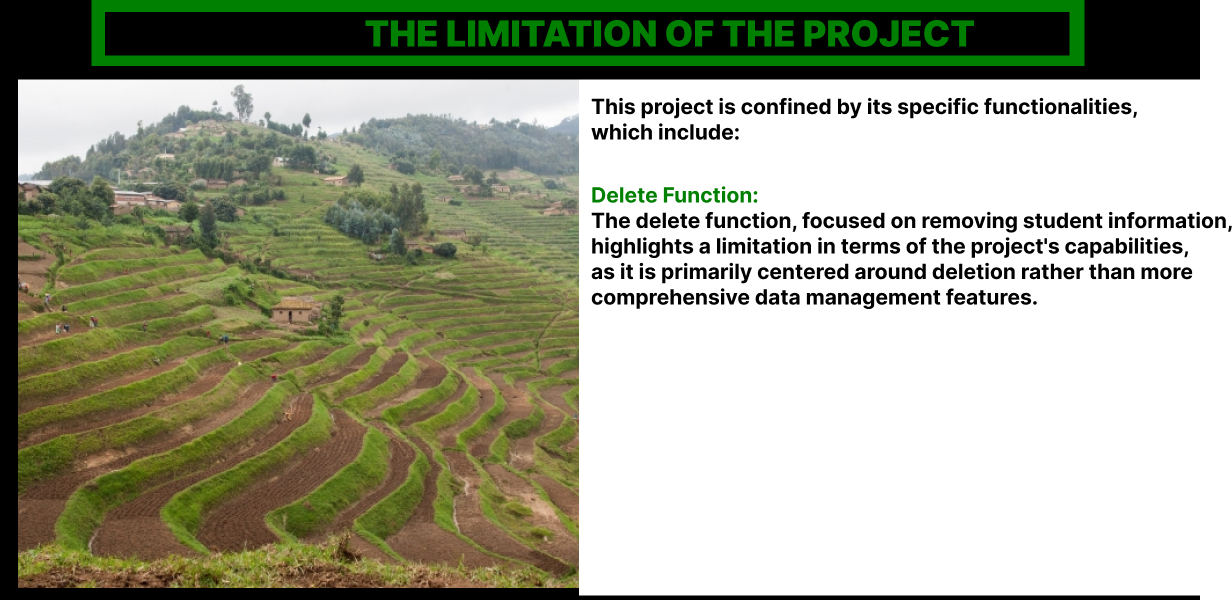 THE LIMITATION OF THE PROJECT
This project is confined by its specific functionalities,
which include:
Delete Function:
The delete function, focused on removing student information,
highlights a limitation in terms of the project's capabilities,
as it is primarily centered around deletion rather than more
comprehensive data management features.